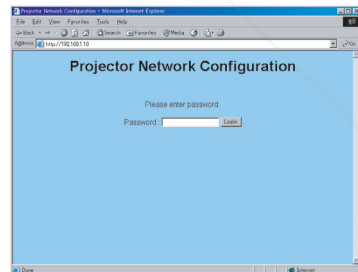 Projector Network Configuration - Microsoft Internet Explorer
File Edit View Favorites Tools Help
Back Search Favorites Media
Address http://192.168.1.10 Go
Projector Network Configuration
Please enter password.
Password Login
Done Internet